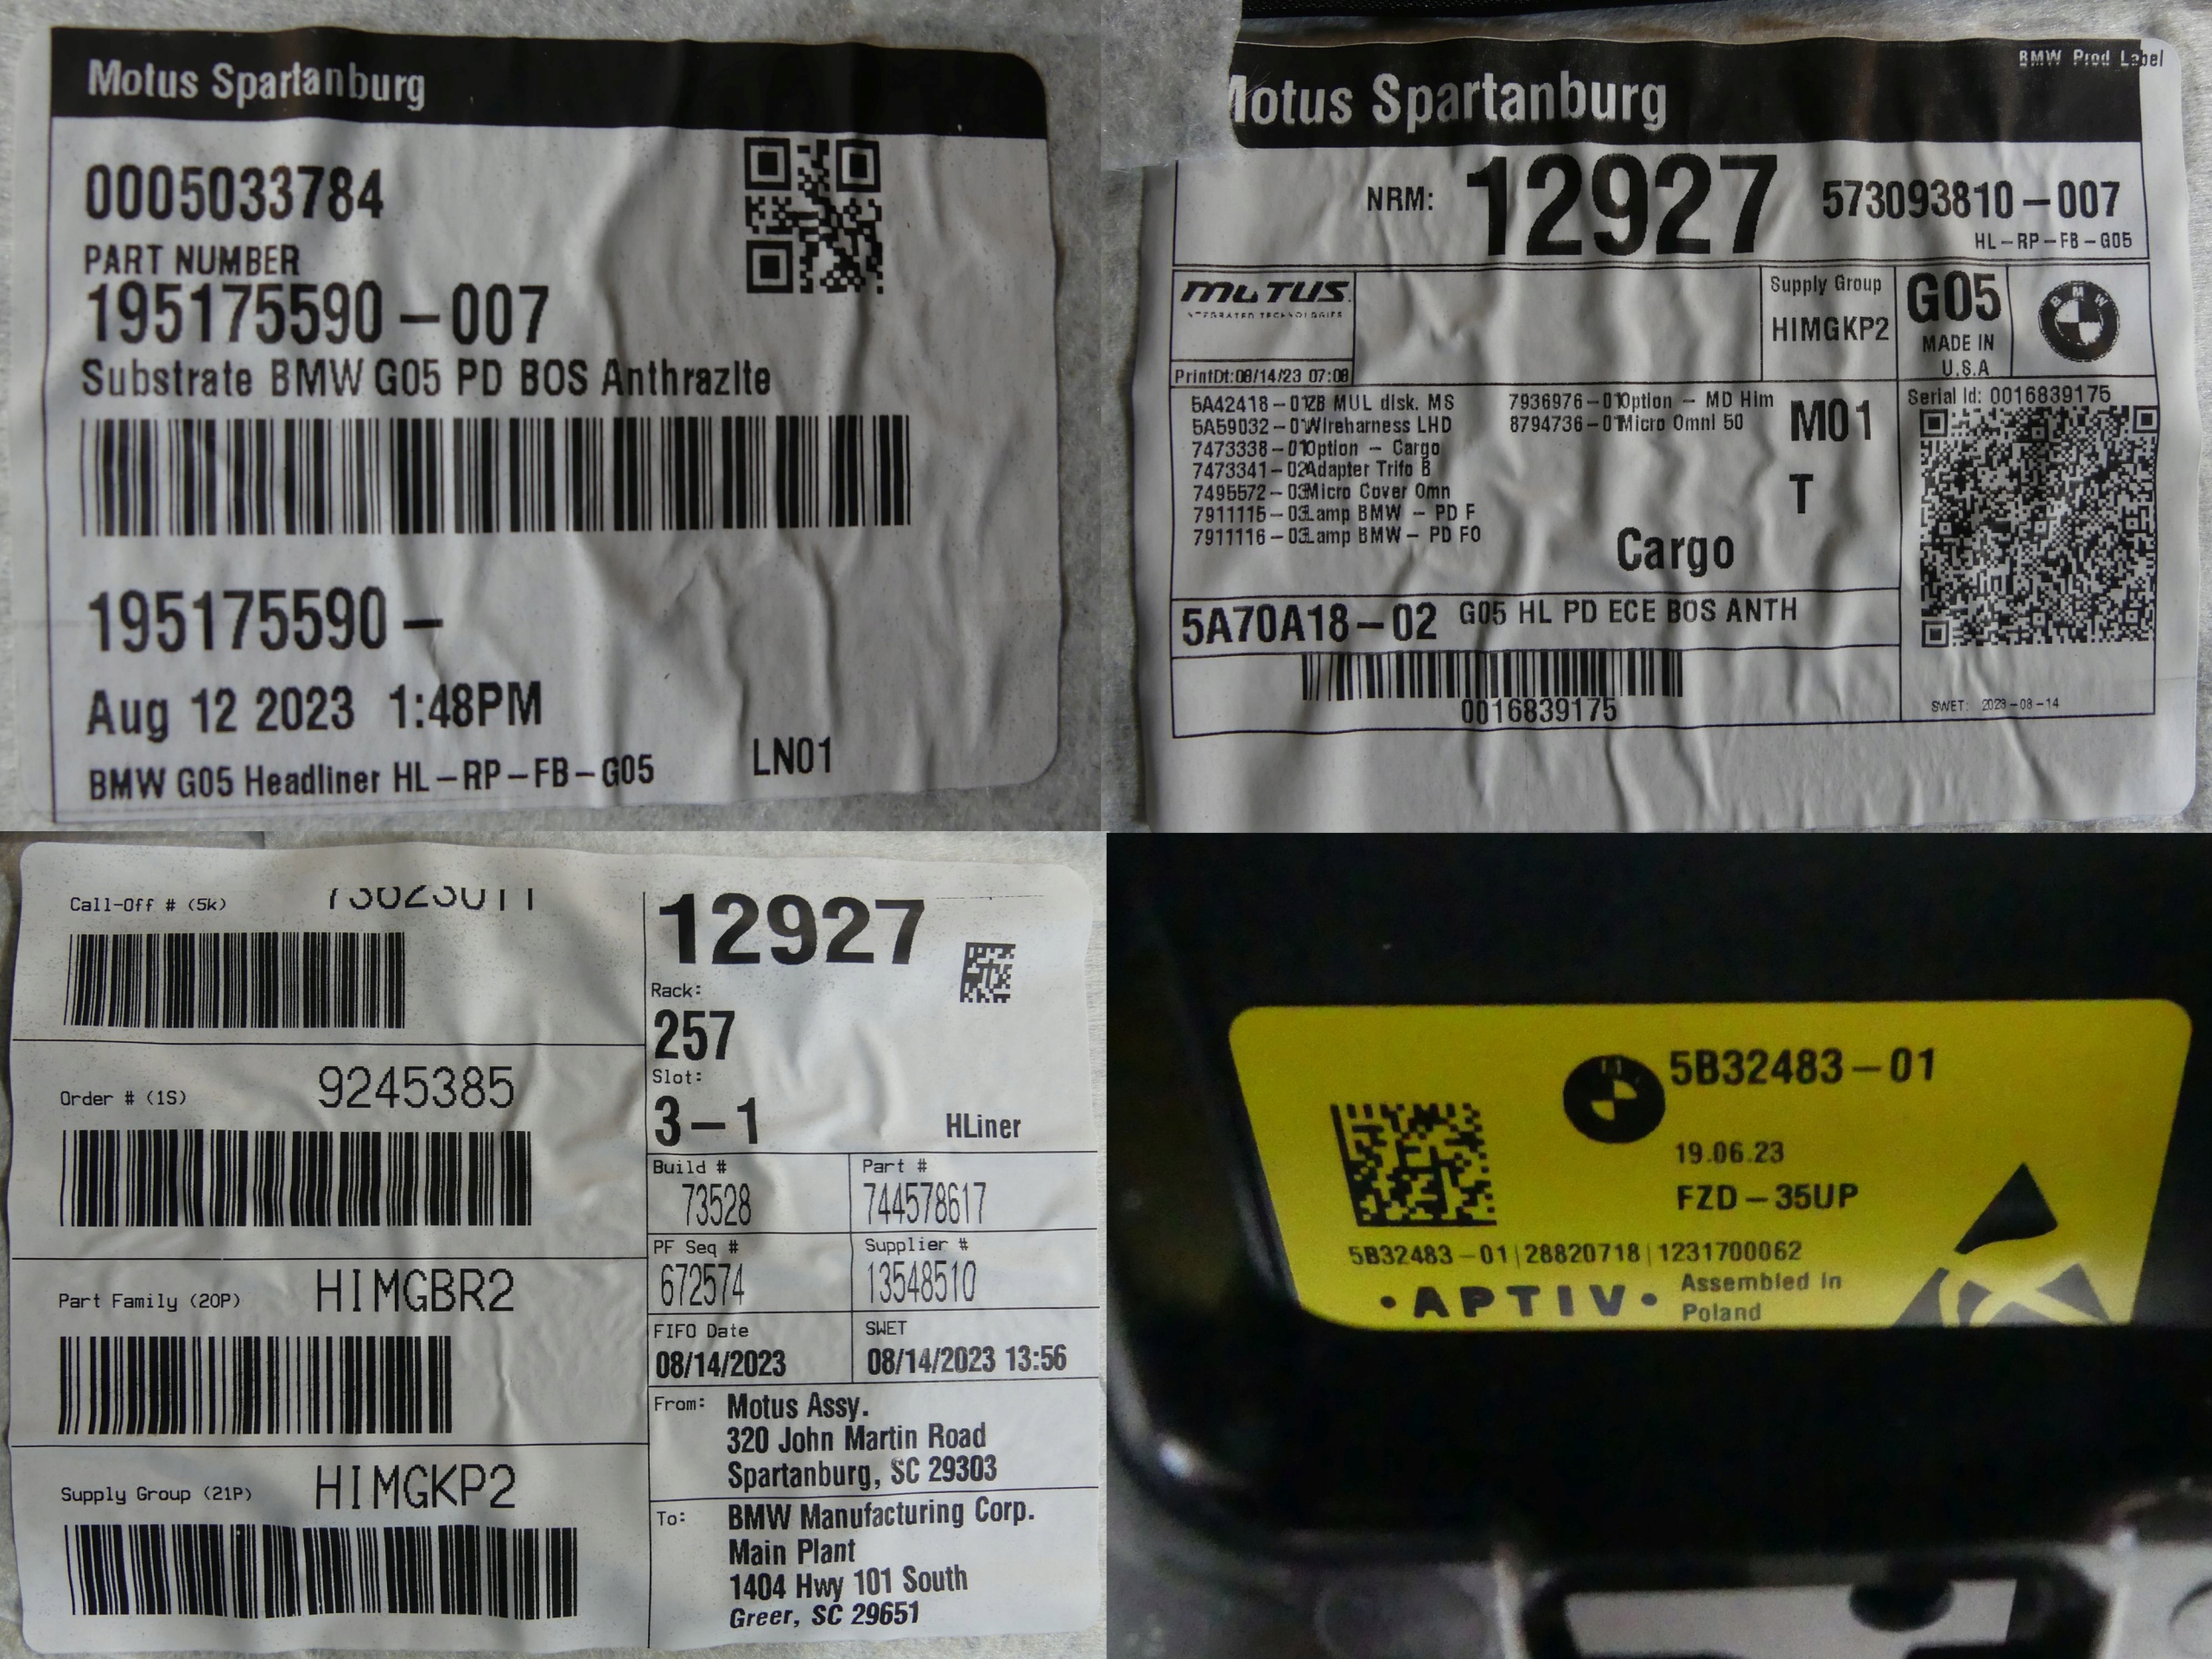 Motus Spartanburg
0005033784
PART NUMBER
195175590-007
Substrate BMW G05 PD BOS Anthrazite
195175590-
Aug 12 2023 1:48PM
BMW G05 Headliner HL-RP-FB-G05 LN01
BMW Prod Label
Motus Spartanburg
NRM: 12927 573093810-007
HL-RP-FB-G05
MOTUS
INTEGRATED TECHNOLOGIES
Supply Group
HIMGKP2
G05
MADE IN
U.S.A
BMW
PrintDt:08/14/23 07:08
5A42418-01ZB MUL disk. MS
5A59032-01Wireharness LHD
7473338-01Option - Cargo
7473341-02Adapter Trifo B
7495572-03Micro Cover Omn
7911115-03Lamp BMW - PD F
7911116-03Lamp BMW - PD FO
7936976-01Option - MD Him
8794736-01Micro Omni 50
M01
T
Cargo
Serial Id: 0016839175
5A70A18-02 G05 HL PD ECE BOS ANTH
0016839175
SWET: 2023-08-14
Call-Off # (5k)
Order # (1S) 9245385
Part Family (20P) HIMGBR2
Supply Group (21P) HIMGKP2
12927
Rack:
257
Slot:
3-1 HLiner
Build # Part #
73528 744578617
PF Seq # Supplier #
672574 13548510
FIFO Date SWET
08/14/2023 08/14/2023 13:56
From: Motus Assy.
320 John Martin Road
Spartanburg, SC 29303
To: BMW Manufacturing Corp.
Main Plant
1404 Hwy 101 South
Greer, SC 29651
5B32483-01
19.06.23
FZD-35UP
5B32483-01|28820718|1231700062
•APTIV• Assembled in
Poland